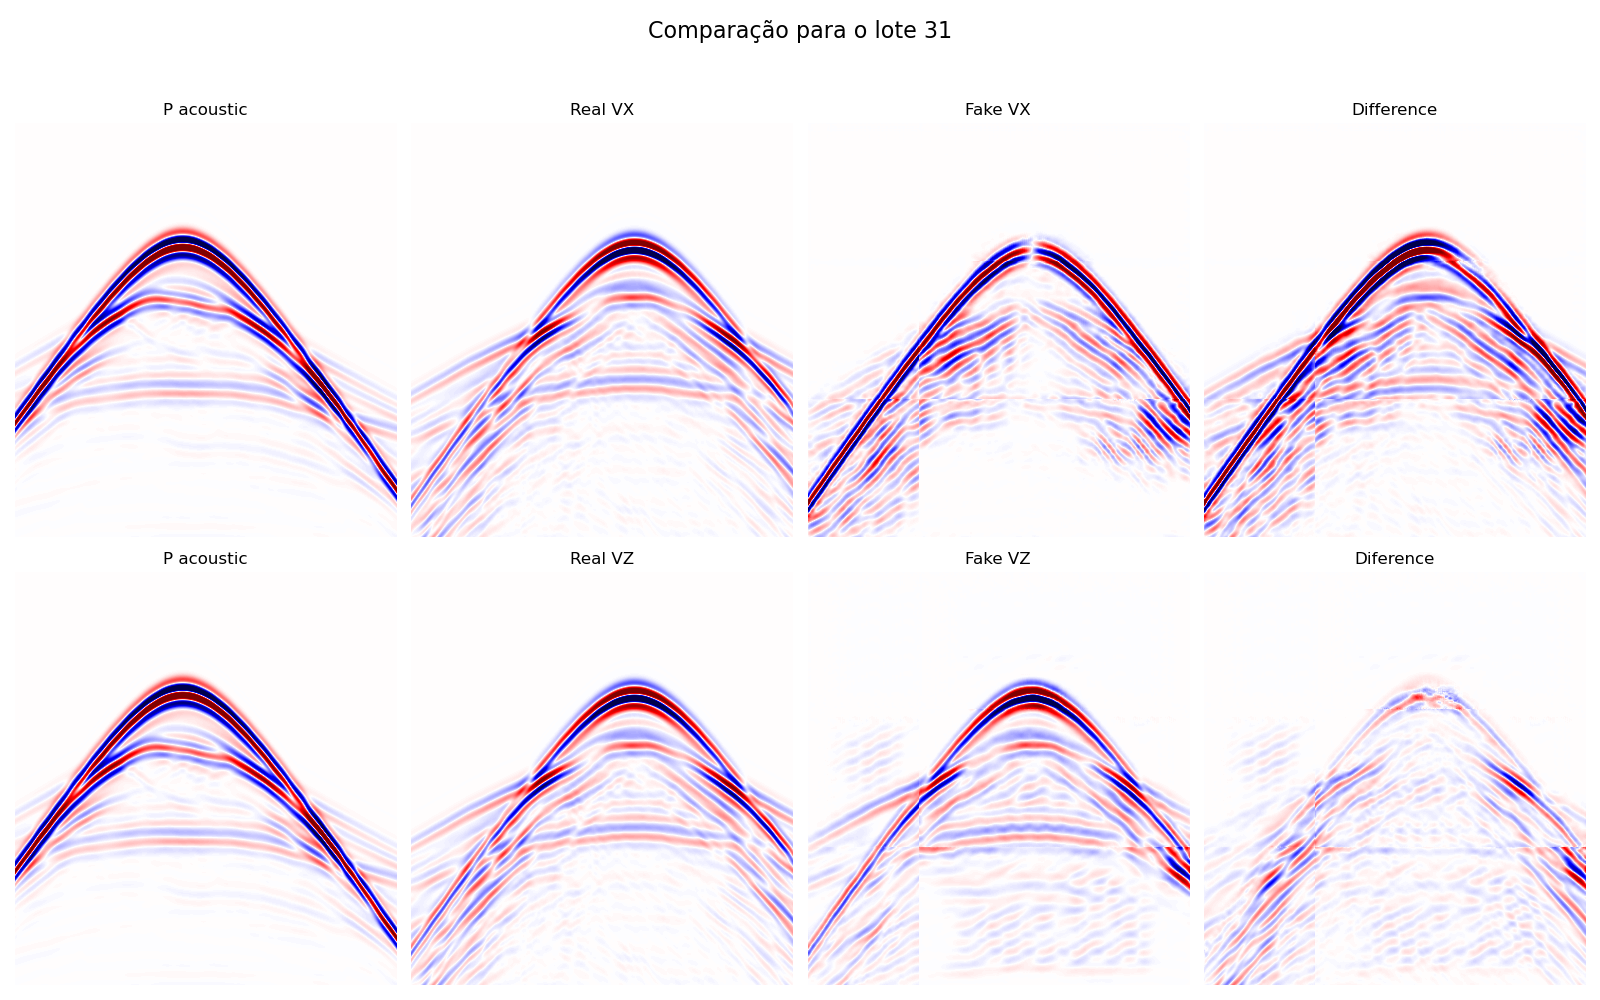 Comparação para o lote 31
P acoustic
Real VX
Fake VX
Difference
P acoustic
Real VZ
Fake VZ
Diference